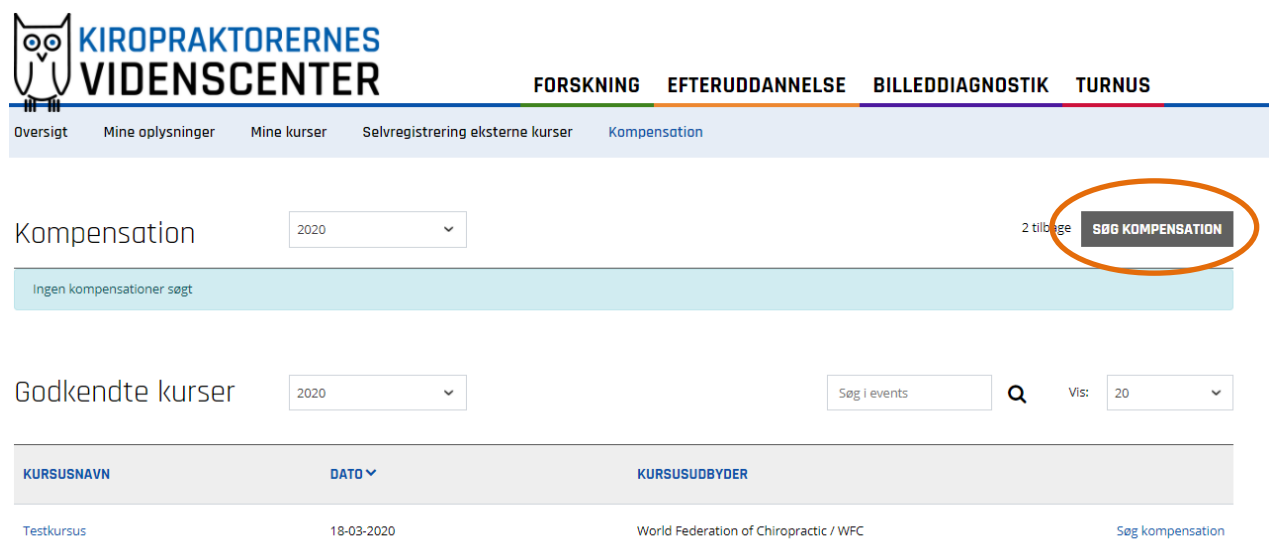 KIROPRAKTORERNES
VIDENSCENTER
FORSKNING EFTERUDDANNELSE BILLEDDIAGNOSTIK TURNUS
Oversigt Mine oplysninger Mine kurser Selvregistrering eksterne kurser Kompensation
Kompensation 2020 2 tilbage SØG KOMPENSATION
Ingen kompensationer søgt
Godkendte kurser 2020 Søg i events Vis: 20
KURSUSNAVN DATO KURSUSUDBYDER
Testkursus 18-03-2020 World Federation of Chiropractic / WFC Søg kompensation